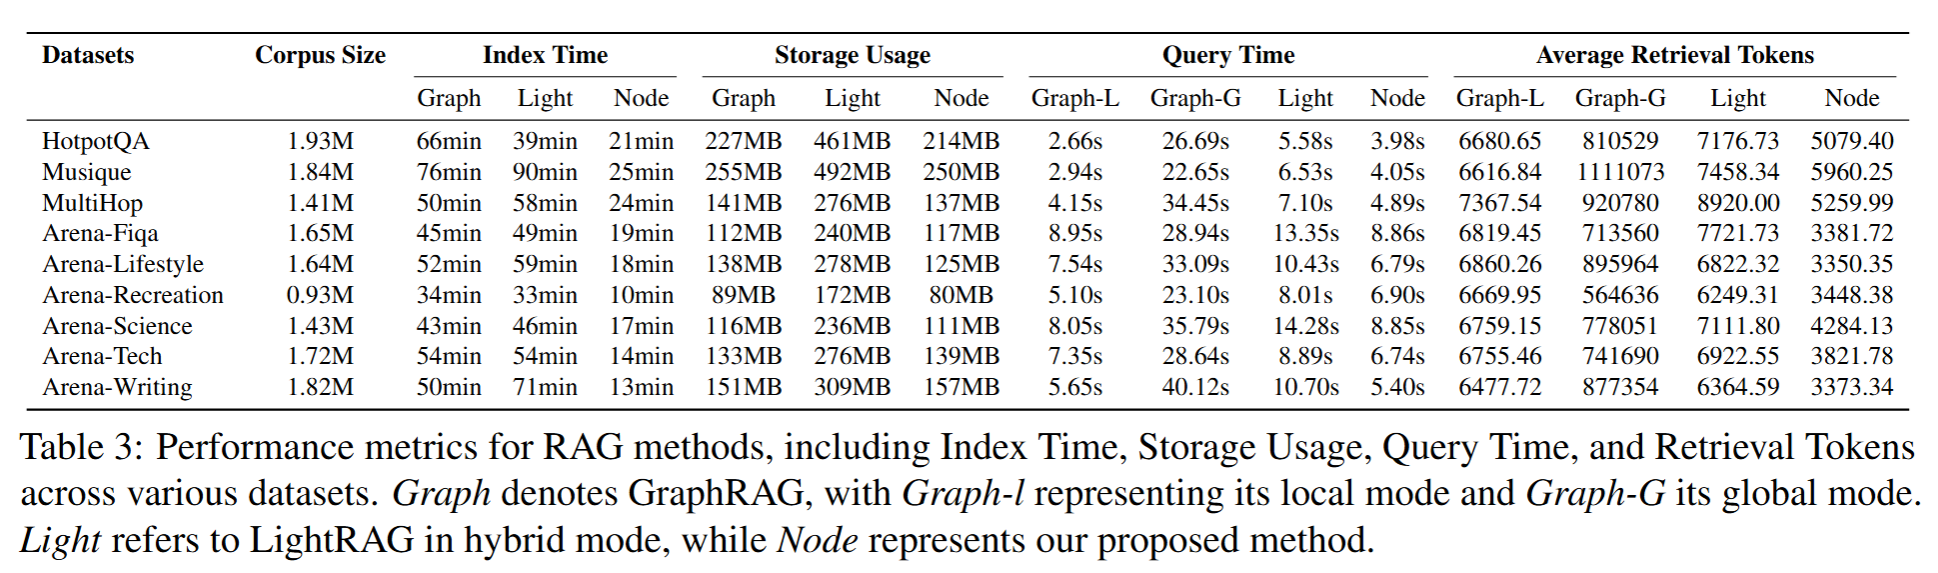 Datasets Corpus Size Index Time Storage Usage Query Time Average Retrieval Tokens
Graph Light Node Graph Light Node Graph-L Graph-G Light Node Graph-L Graph-G Light Node
HotpotQA 1.93M 66min 39min 21min 227MB 461MB 214MB 2.66s 26.69s 5.58s 3.98s 6680.65 810529 7176.73 5079.40
Musique 1.84M 76min 90min 25min 255MB 492MB 250MB 2.94s 22.65s 6.53s 4.05s 6616.84 1111073 7458.34 5960.25
MultiHop 1.41M 50min 58min 24min 141MB 276MB 137MB 4.15s 34.45s 7.10s 4.89s 7367.54 920780 8920.00 5259.99
Arena-Fiqa 1.65M 45min 49min 19min 112MB 240MB 117MB 8.95s 28.94s 13.35s 8.86s 6819.45 713560 7721.73 3381.72
Arena-Lifestyle 1.64M 52min 59min 18min 138MB 278MB 125MB 7.54s 33.09s 10.43s 6.79s 6860.26 895964 6822.32 3350.35
Arena-Recreation 0.93M 34min 33min 10min 89MB 172MB 80MB 5.10s 23.10s 8.01s 6.90s 6669.95 564636 6249.31 3448.38
Arena-Science 1.43M 43min 46min 17min 116MB 236MB 111MB 8.05s 35.79s 14.28s 8.85s 6759.15 778051 7111.80 4284.13
Arena-Tech 1.72M 54min 54min 14min 133MB 276MB 139MB 7.35s 28.64s 8.89s 6.74s 6755.46 741690 6922.55 3821.78
Arena-Writing 1.82M 50min 71min 13min 151MB 309MB 157MB 5.65s 40.12s 10.70s 5.40s 6477.72 877354 6364.59 3373.34
Table 3: Performance metrics for RAG methods, including Index Time, Storage Usage, Query Time, and Retrieval Tokens
across various datasets. Graph denotes GraphRAG, with Graph-l representing its local mode and Graph-G its global mode.
Light refers to LightRAG in hybrid mode, while Node represents our proposed method.